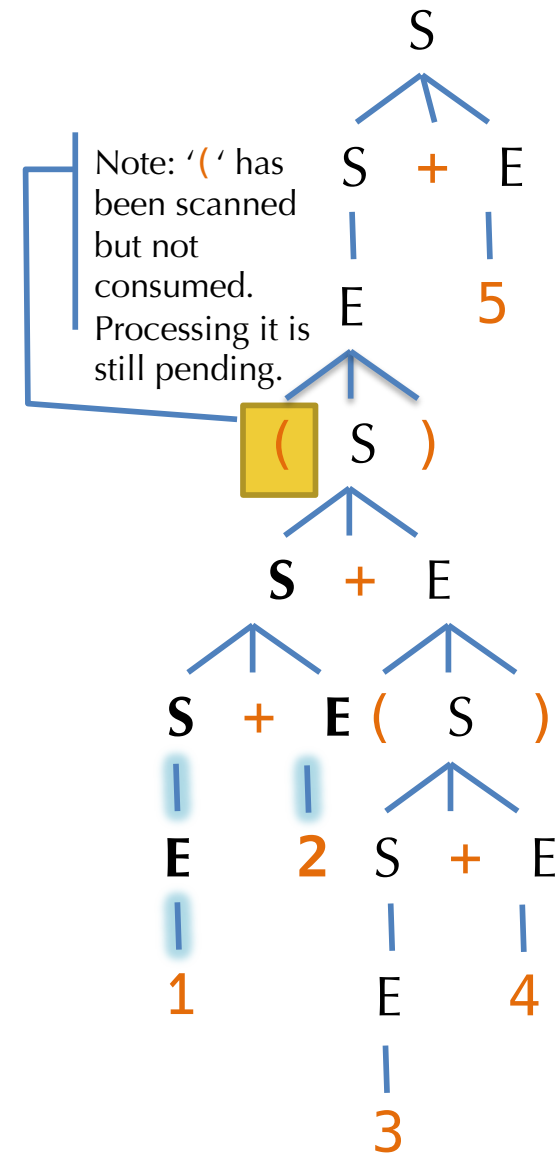 S
Note: ‘( ‘ has
been scanned
but not
consumed.
Processing it is
still pending.
S + E
E 5
( S )
S + E
S + E ( S )
E 2 S + E
1 E 4
3